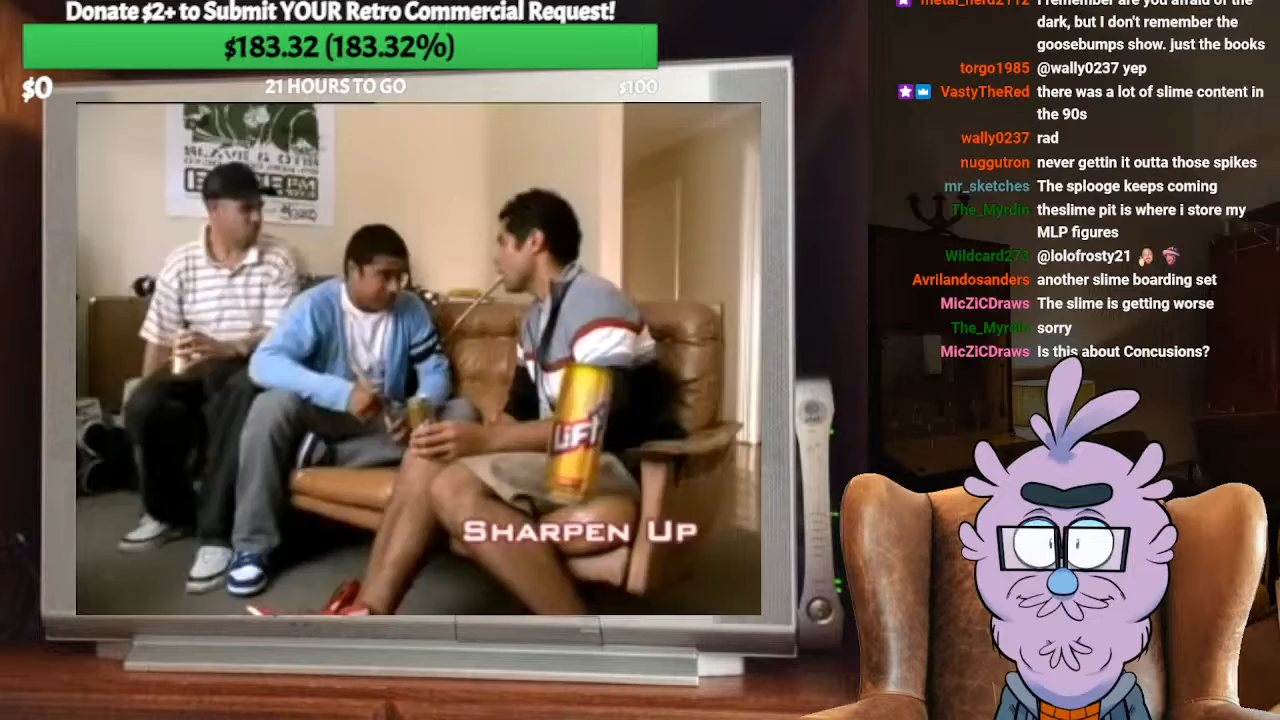 Donate $2+ to Submit YOUR Retro Commercial Request!
$183.32 (183.32%)
$0
21 HOURS TO GO
$100
LiFT
SHARPEN UP
metal_nerd2112 I remember are you afraid of the
dark, but I don't remember the
goosebumps show. just the books
torgo1985 @wally0237 yep
VastyTheRed there was a lot of slime content in
the 90s
wally0237 rad
nuggutron never gettin it outta those spikes
mr_sketches The splooge keeps coming
The_Myrdin theslime pit is where i store my
MLP figures
Wildcard273 @lolofrosty21
Avrilandosanders another slime boarding set
MicZiCDraws The slime is getting worse
The_Myrdin sorry
MicZiCDraws Is this about Concusions?